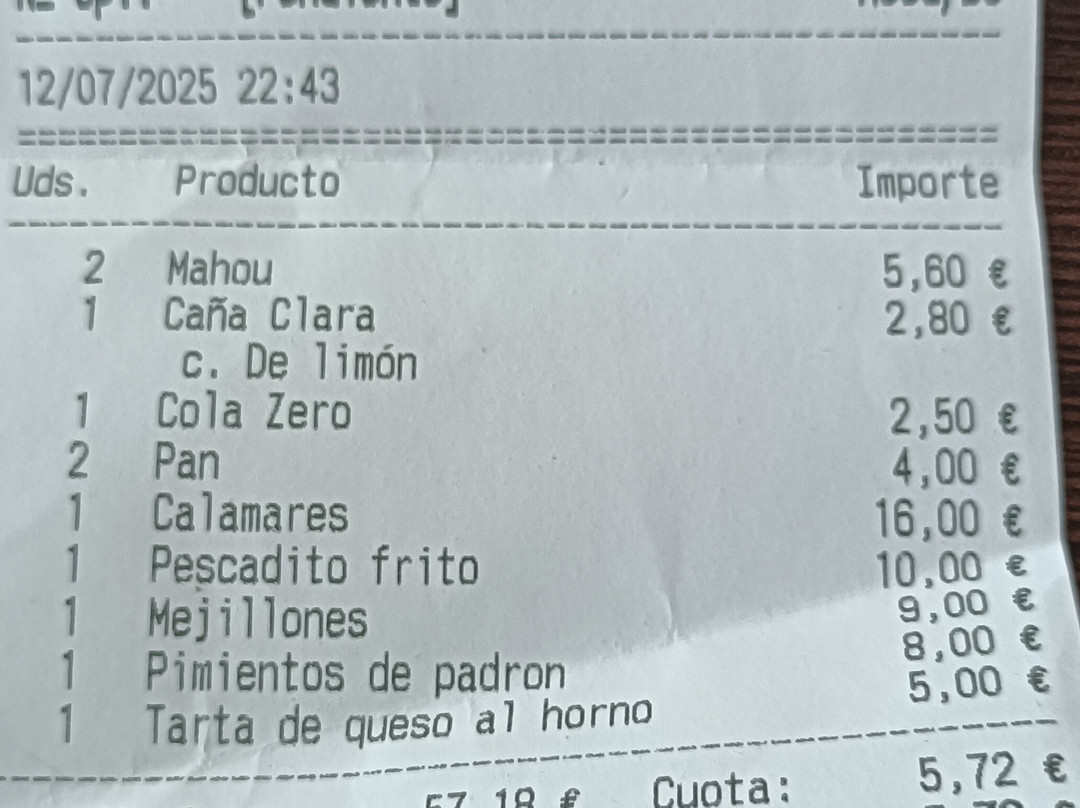 12/07/2025 22:43
Uds. Producto Importe
2 Mahou 5,60 €
1 Caña Clara 2,80 €
c. De limón
1 Cola Zero 2,50 €
2 Pan 4,00 €
1 Calamares 16,00 €
1 Pescadito frito 10,00 €
1 Mejillones 9,00 €
1 Pimientos de padron 8,00 €
1 Tarta de queso al horno 5,00 €
57,18 € Cuota: 5,72 €